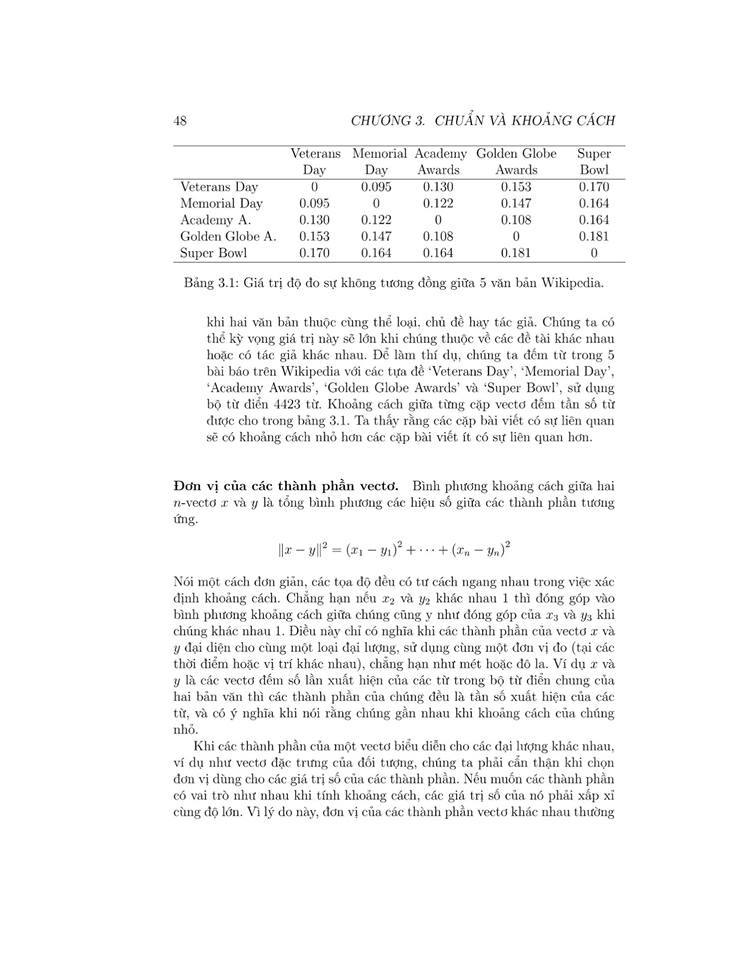 48 CHƯƠNG 3. CHUẨN VÀ KHOẢNG CÁCH
Veterans Memorial Academy Golden Globe Super
Day Day Awards Awards Bowl
Veterans Day 0 0.095 0.130 0.153 0.170
Memorial Day 0.095 0 0.122 0.147 0.164
Academy A. 0.130 0.122 0 0.108 0.164
Golden Globe A. 0.153 0.147 0.108 0 0.181
Super Bowl 0.170 0.164 0.164 0.181 0
Bảng 3.1: Giá trị độ đo sự không tương đồng giữa 5 văn bản Wikipedia.
khi hai văn bản thuộc cùng thể loại, chủ đề hay tác giả. Chúng ta có
thể kỳ vọng giá trị này sẽ lớn khi chúng thuộc về các đề tài khác nhau
hoặc có tác giả khác nhau. Để làm thí dụ, chúng ta đếm từ trong 5
bài báo trên Wikipedia với các tựa đề ‘Veterans Day’, ‘Memorial Day’,
‘Academy Awards’, ‘Golden Globe Awards’ và ‘Super Bowl’, sử dụng
bộ từ điển 4423 từ. Khoảng cách giữa từng cặp vectơ đếm tần số từ
được cho trong bảng 3.1. Ta thấy rằng các cặp bài viết có sự liên quan
sẽ có khoảng cách nhỏ hơn các cặp bài viết ít có sự liên quan hơn.
Đơn vị của các thành phần vectơ. Bình phương khoảng cách giữa hai
n-vectơ x và y là tổng bình phương các hiệu số giữa các thành phần tương
ứng.
‖x − y‖² = (x₁ − y₁)² + · · · + (xₙ − yₙ)²
Nói một cách đơn giản, các tọa độ đều có tư cách ngang nhau trong việc xác
định khoảng cách. Chẳng hạn nếu x₂ và y₂ khác nhau 1 thì đóng góp vào
bình phương khoảng cách giữa chúng cũng y như đóng góp của x₃ và y₃ khi
chúng khác nhau 1. Điều này chỉ có nghĩa khi các thành phần của vectơ x và
y đại diện cho cùng một loại đại lượng, sử dụng cùng một đơn vị đo (tại các
thời điểm hoặc vị trí khác nhau), chẳng hạn như mét hoặc đô la. Ví dụ x và
y là các vectơ đếm số lần xuất hiện của các từ trong bộ từ điển chung của
hai bản văn thì các thành phần của chúng đều là tần số xuất hiện của các
từ, và có ý nghĩa khi nói rằng chúng gần nhau khi khoảng cách của chúng
nhỏ.
Khi các thành phần của một vectơ biểu diễn cho các đại lượng khác nhau,
ví dụ như vectơ đặc trưng của đối tượng, chúng ta phải cẩn thận khi chọn
đơn vị dùng cho các giá trị số của các thành phần. Nếu muốn các thành phần
có vai trò như nhau khi tính khoảng cách, các giá trị số của nó phải xấp xỉ
cùng độ lớn. Vì lý do này, đơn vị của các thành phần vectơ khác nhau thường